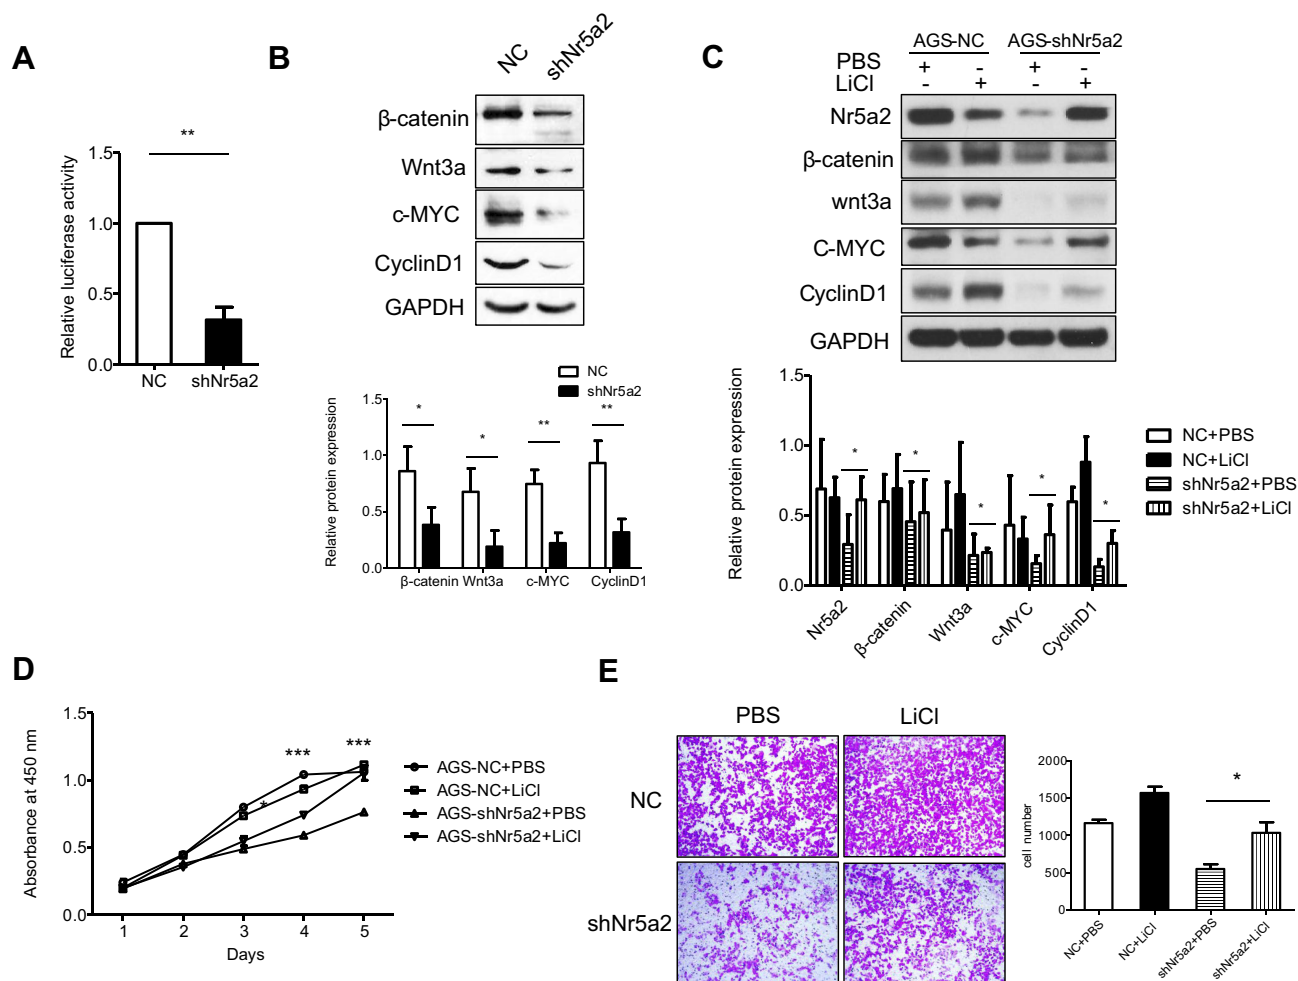 A
**
Relative luciferase activity
1.5
1.0
0.5
0.0
NC
shNr5a2
B
NC
shNr5a2
β-catenin
Wnt3a
c-MYC
CyclinD1
GAPDH
NC
shNr5a2
Relative protein expression
1.5
1.0
0.5
0.0
*
*
**
**
β-catenin Wnt3a c-MYC CyclinD1
C
AGS-NC AGS-shNr5a2
PBS + - + -
LiCl - + - +
Nr5a2
β-catenin
wnt3a
C-MYC
CyclinD1
GAPDH
Relative protein expression
1.5
1.0
0.5
0.0
*
*
*
*
*
Nr5a2
β-catenin
Wnt3a
c-MYC
CyclinD1
NC+PBS
NC+LiCl
shNr5a2+PBS
shNr5a2+LiCl
D
Absorbance at 450 nm
1.5
1.0
0.5
0.0
*
***
***
1 2 3 4 5
Days
AGS-NC+PBS
AGS-NC+LiCl
AGS-shNr5a2+PBS
AGS-shNr5a2+LiCl
E
PBS LiCl
NC
shNr5a2
cell number
2000
1500
1000
500
0
*
NC+PBS
NC+LiCl
shNr5a2+PBS
shNr5a2+LiCl